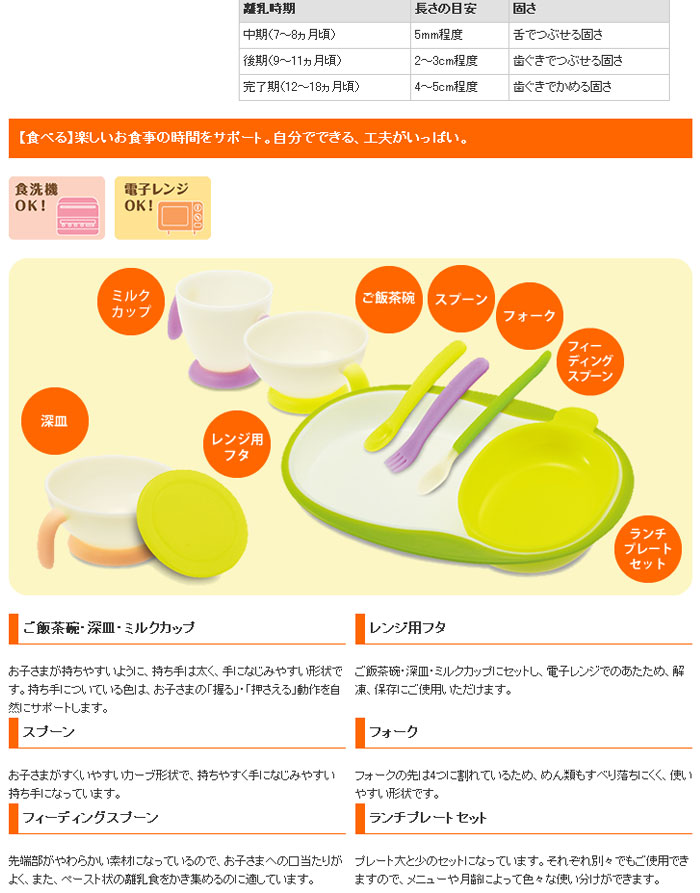 離乳時期 長さの目安 固さ
中期(7～8ヵ月頃) 5mm程度 舌でつぶせる固さ
後期(9～11ヵ月頃) 2～3cm程度 歯ぐきでつぶせる固さ
完了期(12～18ヵ月頃) 4～5cm程度 歯ぐきでかめる固さ
【食べる】楽しいお食事の時間をサポート。自分でできる、工夫がいっぱい。
食洗機
OK!
電子レンジ
OK!
ミルク
カップ
ご飯茶碗
スプーン
フォーク
フィー
ディング
スプーン
深皿
レンジ用
フタ
ランチ
プレート
セット
ご飯茶碗・深皿・ミルクカップ
お子さまが持ちやすいように、持ち手は太く、手になじみやすい形状で
す。持ち手についている色は、お子さまの「握る」・「押さえる」動作を自
然にサポートします。
レンジ用フタ
ご飯茶碗・深皿・ミルクカップにセットし、電子レンジでのあたため、解
凍、保存にご使用いただけます。
スプーン
お子さまがすくいやすいカーブ形状で、持ちやすく手になじみやすい
持ち手になっています。
フォーク
フォークの先は4つに割れているため、めん類もすべり落ちにくく、使い
やすい形状です。
フィーディングスプーン
先端部がやわらかい素材になっているので、お子さまへの口当たりが
よく、また、ペースト状の離乳食をかき集めるのに適しています。
ランチプレートセット
プレート大と少のセットになっています。それぞれ別々でもご使用でき
ますので、メニューや月齢によって色々な使い分けができます。